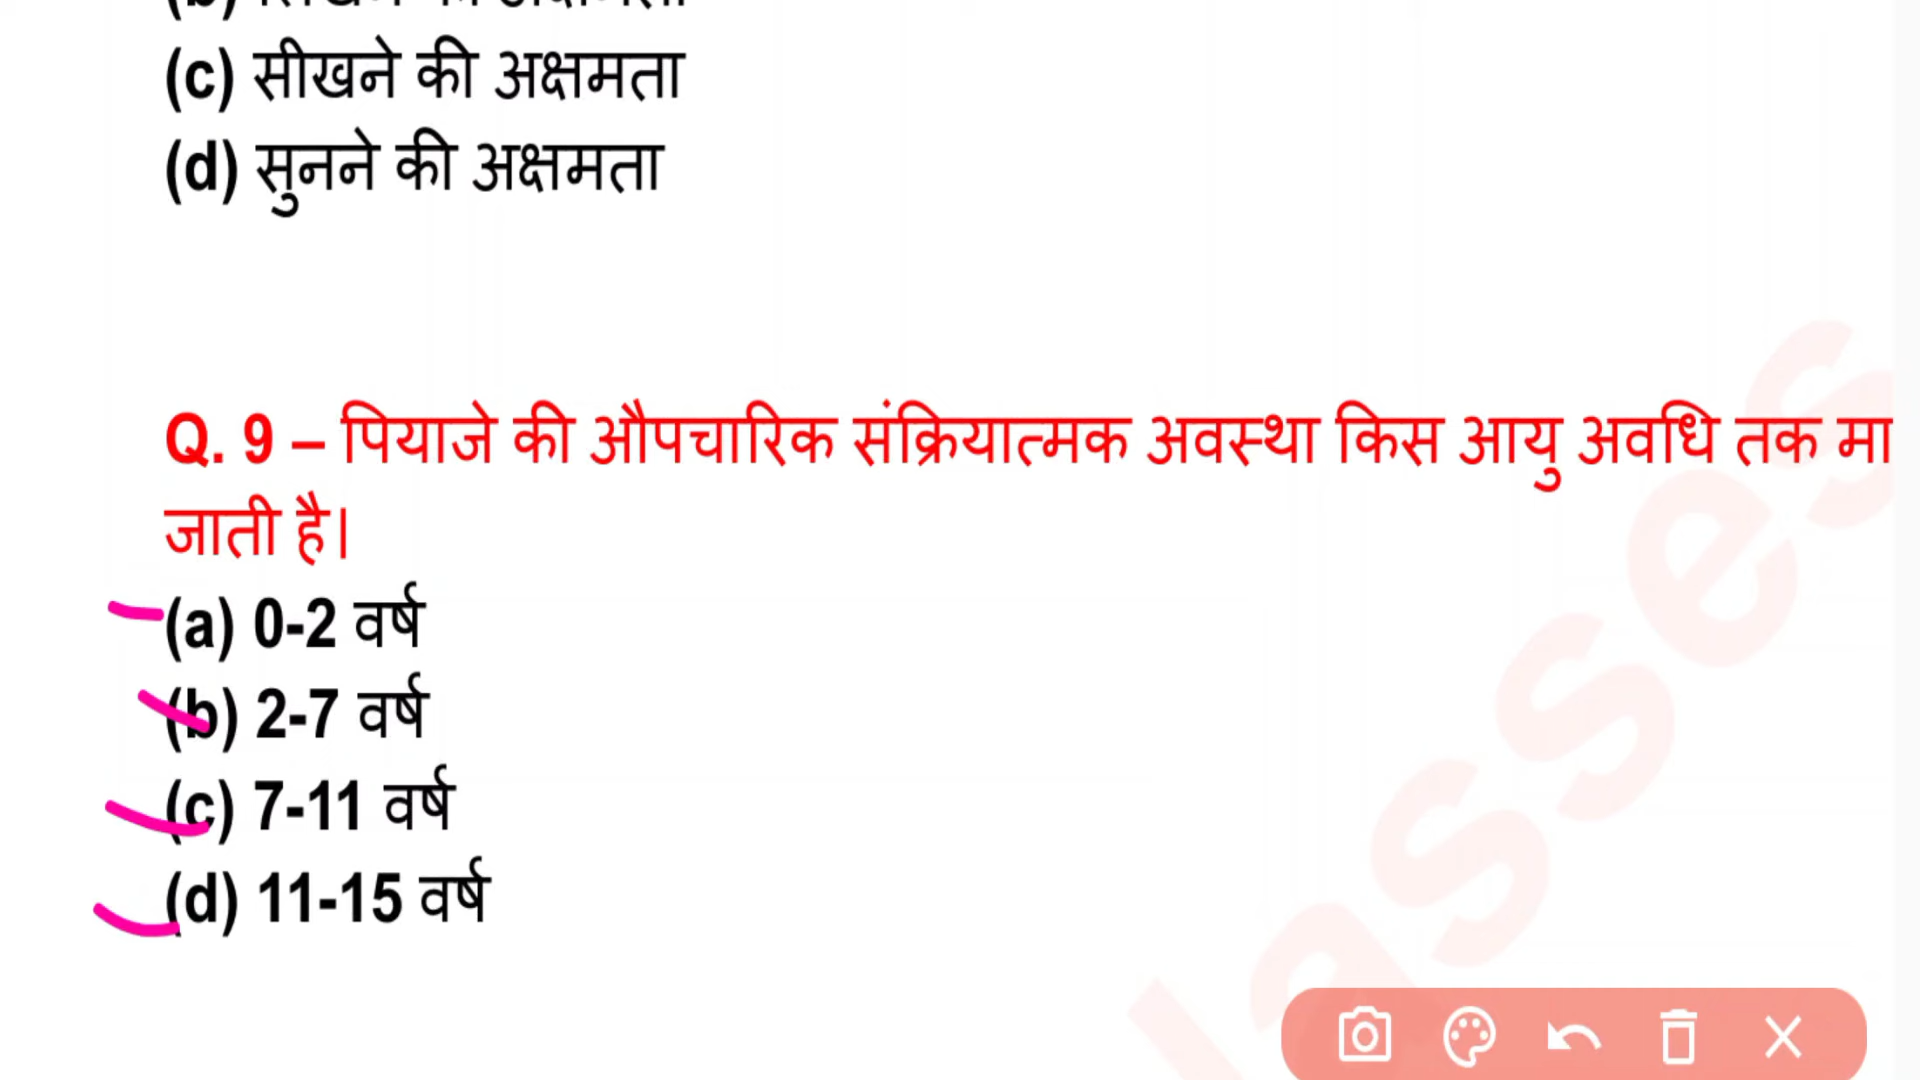 (c) सीखने की अक्षमता
(d) सुनने की अक्षमता
Q. 9 – पियाजे की औपचारिक संक्रियात्मक अवस्था किस आयु अवधि तक मा
जाती है।
(a) 0-2 वर्ष
(b) 2-7 वर्ष
(c) 7-11 वर्ष
(d) 11-15 वर्ष
lasses